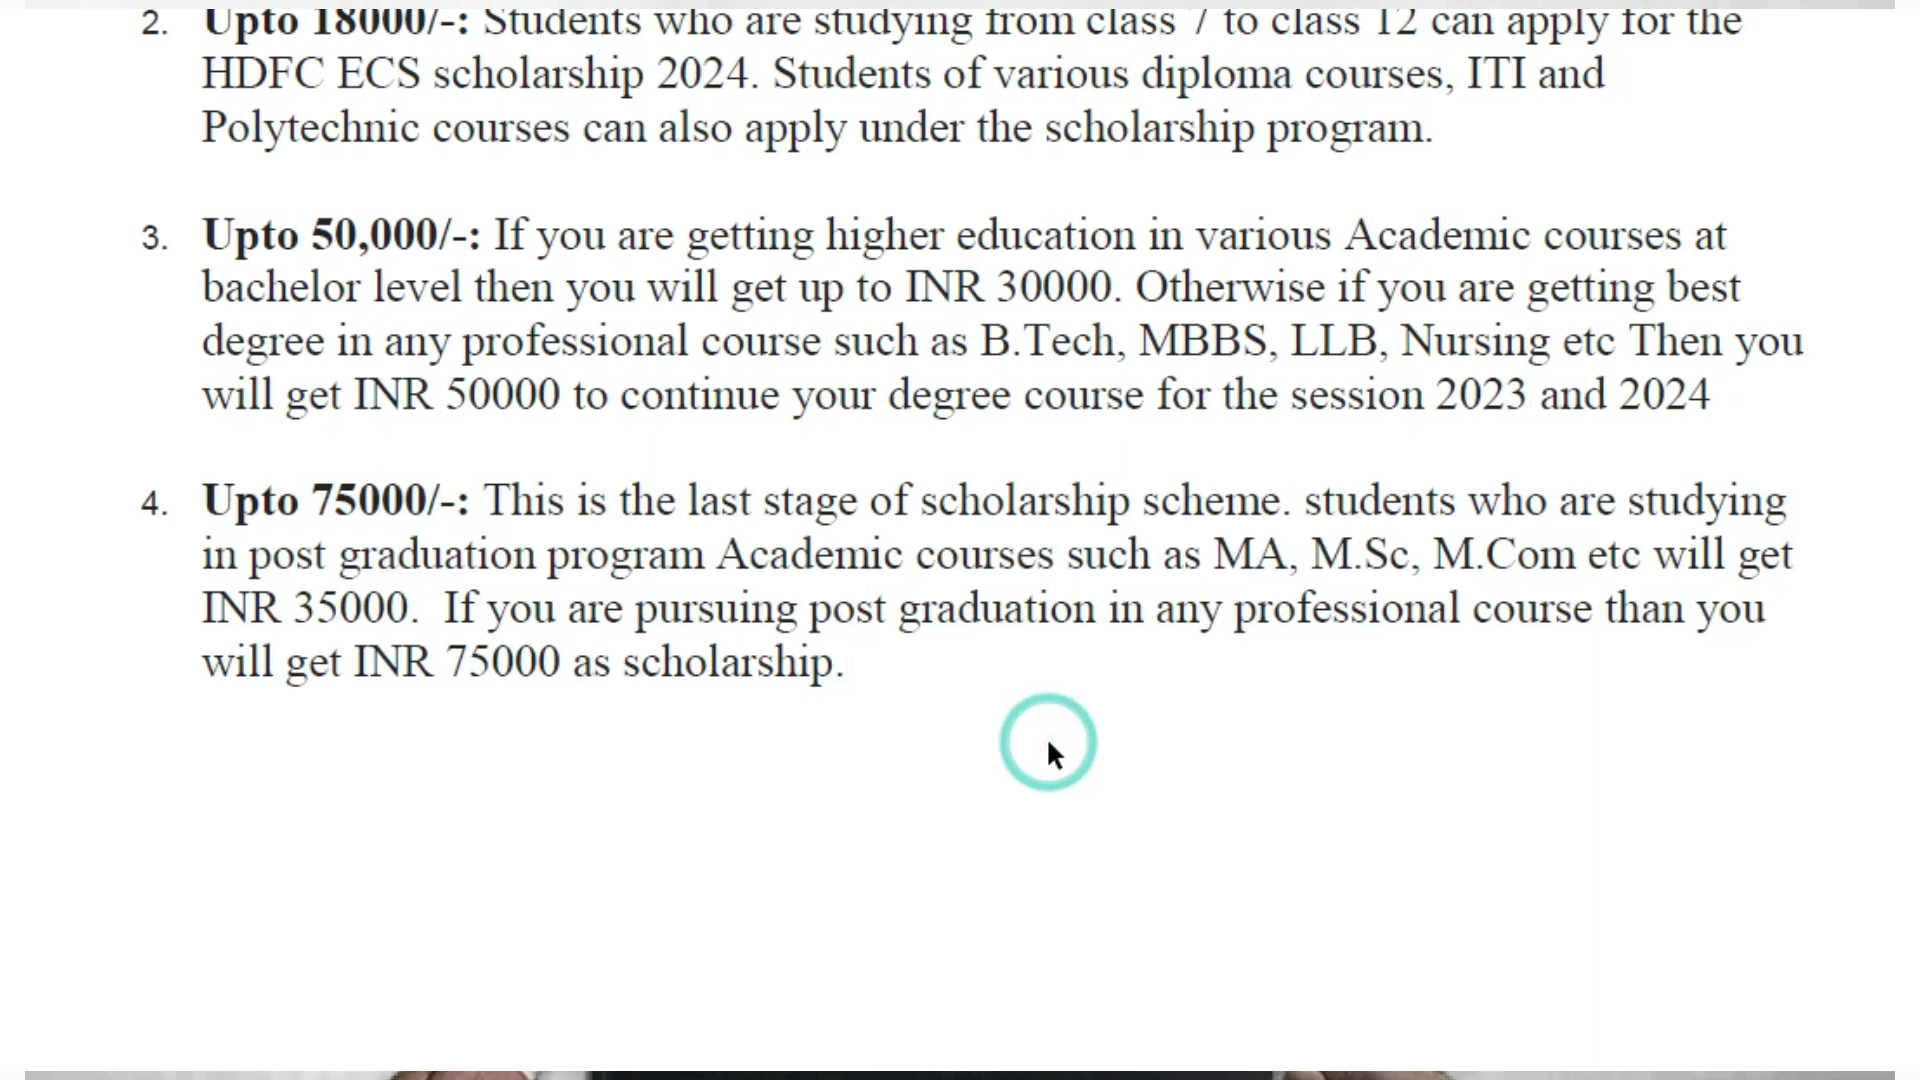 2. Upto 18000/-: Students who are studying from class 7 to class 12 can apply for the
HDFC ECS scholarship 2024. Students of various diploma courses, ITI and
Polytechnic courses can also apply under the scholarship program.
3. Upto 50,000/-: If you are getting higher education in various Academic courses at
bachelor level then you will get up to INR 30000. Otherwise if you are getting best
degree in any professional course such as B.Tech, MBBS, LLB, Nursing etc Then you
will get INR 50000 to continue your degree course for the session 2023 and 2024
4. Upto 75000/-: This is the last stage of scholarship scheme. students who are studying
in post graduation program Academic courses such as MA, M.Sc, M.Com etc will get
INR 35000.  If you are pursuing post graduation in any professional course than you
will get INR 75000 as scholarship.